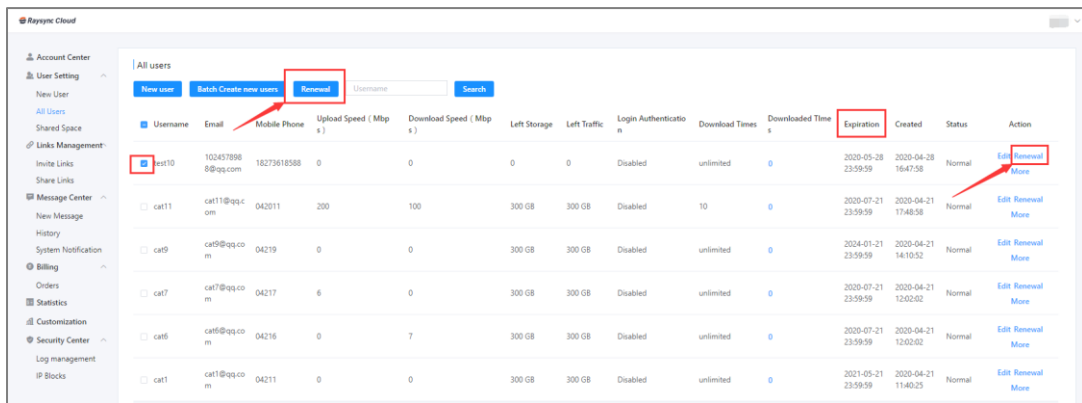 Raysync Cloud
Account Center
User Setting
New User
All Users
Shared Space
Links Management
Invite Links
Share Links
Message Center
New Message
History
System Notification
Billing
Orders
Statistics
Customization
Security Center
Log management
IP Blocks
All users
New user Batch Create new users Renewal Username Search
Username Email Mobile Phone Upload Speed ( Mbp Download Speed ( Mbp Left Storage Left Traffic Login Authenticatio Download Times Downloaded TIme Expiration Created Status Action
s ) s ) n s
test10 102457898 18273618588 0 0 0 0 Disabled unlimited 0 2020-05-28 2020-04-28 Normal Edit Renewal
8@qq.com 23:59:59 16:47:58 More
cat11 cat11@qq.c 042011 200 100 300 GB 300 GB Disabled 10 0 2020-07-21 2020-04-21 Normal Edit Renewal
om 23:59:59 17:48:58 More
cat9 cat9@qq.co 04219 0 0 300 GB 300 GB Disabled unlimited 0 2024-01-21 2020-04-21 Normal Edit Renewal
m 23:59:59 14:10:52 More
cat7 cat7@qq.co 04217 6 0 300 GB 300 GB Disabled unlimited 0 2020-07-21 2020-04-21 Normal Edit Renewal
m 23:59:59 12:02:02 More
cat6 cat6@qq.co 04216 0 7 300 GB 300 GB Disabled unlimited 0 2020-07-21 2020-04-21 Normal Edit Renewal
m 23:59:59 12:02:02 More
cat1 cat1@qq.co 04211 0 0 300 GB 300 GB Disabled unlimited 0 2021-05-21 2020-04-21 Normal Edit Renewal
m 23:59:59 11:40:25 More